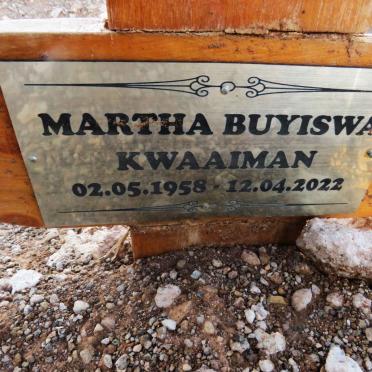 MARTHA BUYISWA
KWAAIMAN
02.05.1958 - 12.04.2022